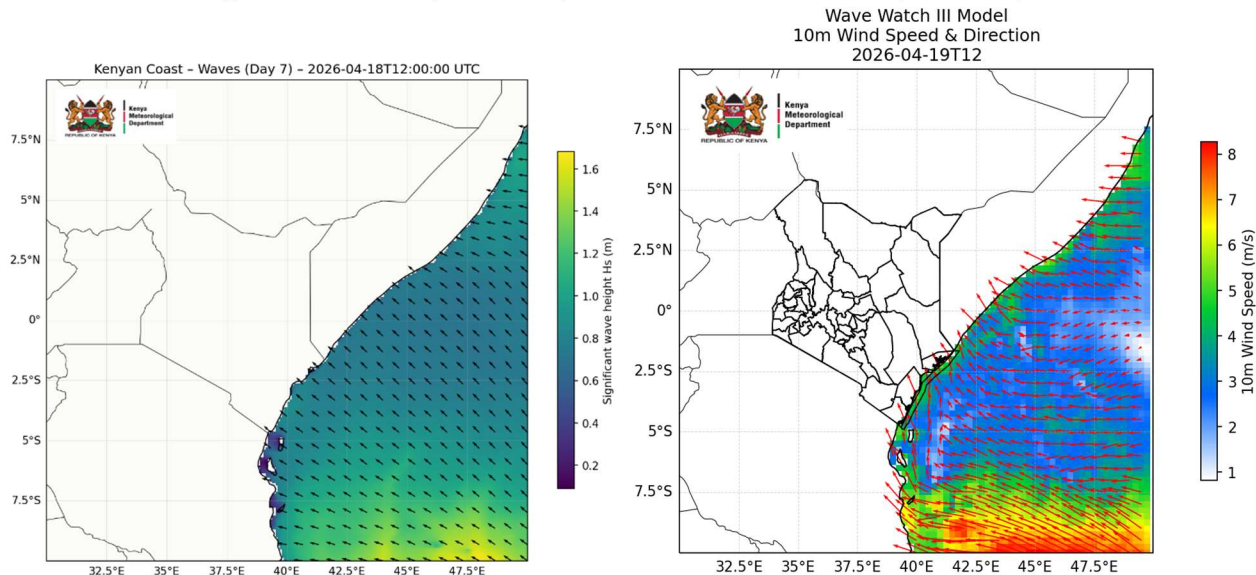 Kenyan Coast – Waves (Day 7) – 2026-04-18T12:00:00 UTC
Kenya
Meteorological
Department
REPUBLIC OF KENYA
7.5°N
5°N
2.5°N
0°
2.5°S
5°S
7.5°S
32.5°E
35°E
37.5°E
40°E
42.5°E
45°E
47.5°E
1.6
1.4
1.2
1.0
0.8
0.6
0.4
0.2
Significant wave height Hs (m)
Wave Watch III Model
10m Wind Speed & Direction
2026-04-19T12
Kenya
Meteorological
Department
REPUBLIC OF KENYA
7.5°N
5°N
2.5°N
0°
2.5°S
5°S
7.5°S
32.5°E
35°E
37.5°E
40°E
42.5°E
45°E
47.5°E
8
7
6
5
4
3
2
1
10m Wind Speed (m/s)